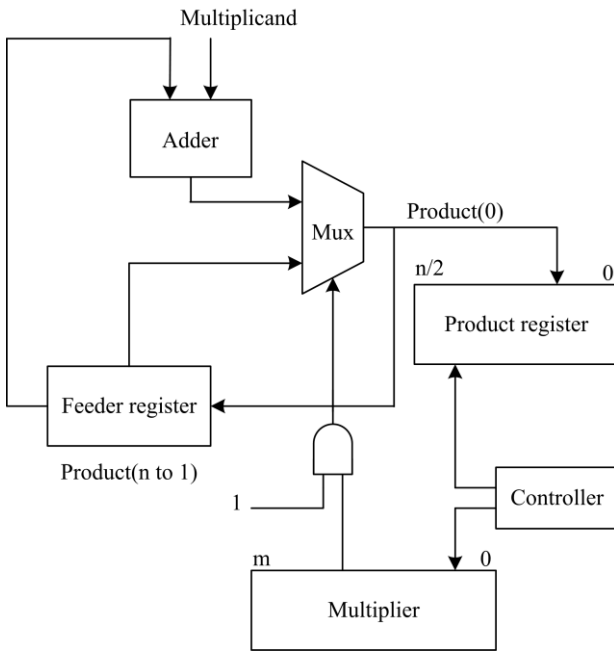 Multiplicand
Adder
Mux
Product(0)
n/2
0
Product register
Feeder register
Product(n to 1)
1
Controller
m
0
Multiplier